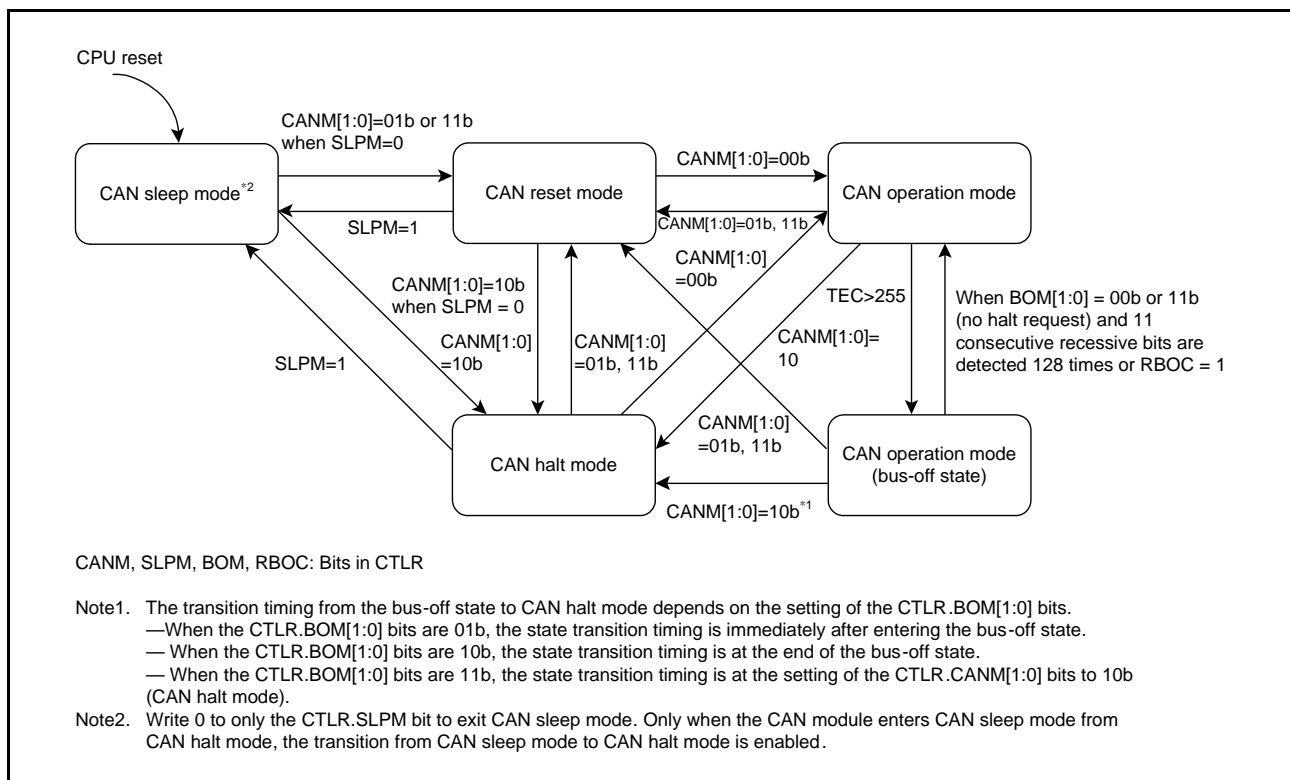 CPU reset
CANM[1:0]=01b or 11b
when SLPM=0
CANM[1:0]=00b
CAN sleep mode*2
CAN reset mode
CAN operation mode
SLPM=1
CANM[1:0]=01b, 11b
CANM[1:0]
=00b
CANM[1:0]=10b
when SLPM = 0
TEC>255
When BOM[1:0] = 00b or 11b
(no halt request) and 11
consecutive recessive bits are
detected 128 times or RBOC = 1
CANM[1:0]
=10b
CANM[1:0]
=01b, 11b
CANM[1:0]=
10
SLPM=1
CANM[1:0]
=01b, 11b
CAN halt mode
CAN operation mode
(bus-off state)
CANM[1:0]=10b*1
CANM, SLPM, BOM, RBOC: Bits in CTLR
Note1. The transition timing from the bus-off state to CAN halt mode depends on the setting of the CTLR.BOM[1:0] bits.
—When the CTLR.BOM[1:0] bits are 01b, the state transition timing is immediately after entering the bus-off state.
— When the CTLR.BOM[1:0] bits are 10b, the state transition timing is at the end of the bus-off state.
— When the CTLR.BOM[1:0] bits are 11b, the state transition timing is at the setting of the CTLR.CANM[1:0] bits to 10b
(CAN halt mode).
Note2. Write 0 to only the CTLR.SLPM bit to exit CAN sleep mode. Only when the CAN module enters CAN sleep mode from
CAN halt mode, the transition from CAN sleep mode to CAN halt mode is enabled.